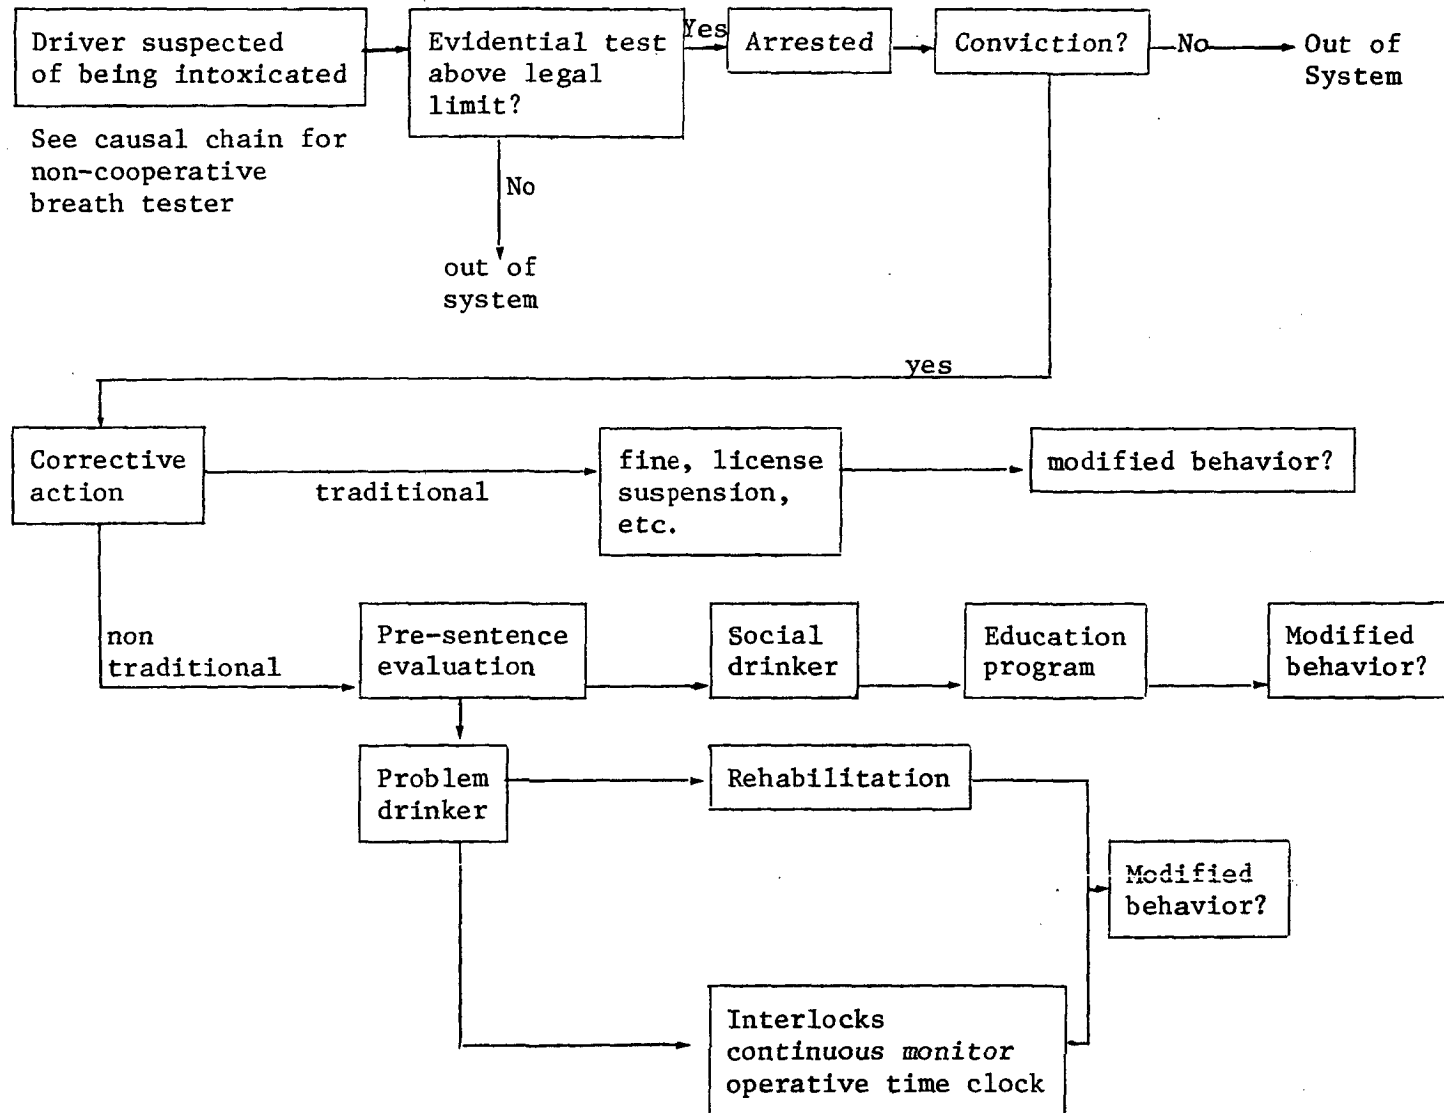 Driver suspected
of being intoxicated
See causal chain for
non-cooperative
breath tester
Evidential test
above legal
limit?
Yes
No
out of
system
Arrested
Conviction?
No
Out of
System
yes
Corrective
action
traditional
fine, license
suspension,
etc.
modified behavior?
non
traditional
Pre-sentence
evaluation
Social
drinker
Education
program
Modified
behavior?
Problem
drinker
Rehabilitation
Modified
behavior?
Interlocks
continuous monitor
operative time clock